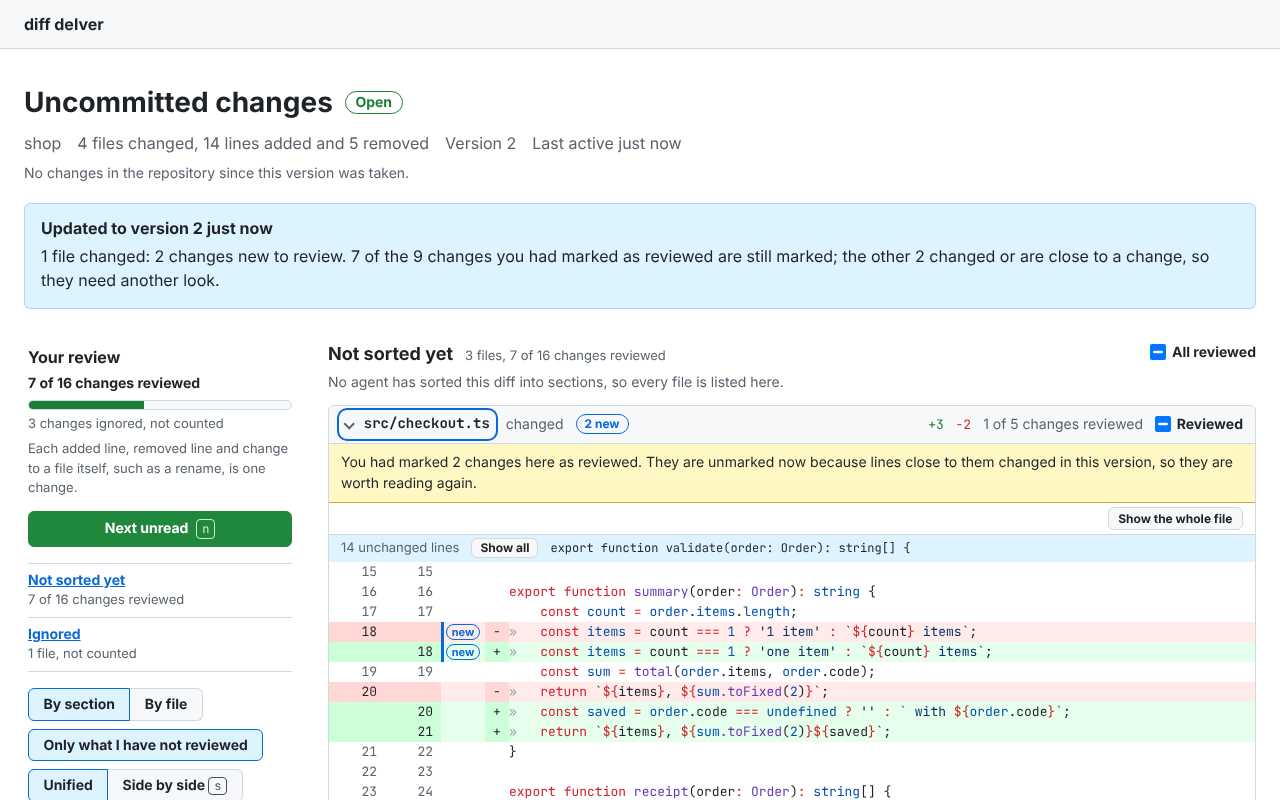 diff delver
Uncommitted changes Open
shop 4 files changed, 14 lines added and 5 removed Version 2 Last active just now
No changes in the repository since this version was taken.
Updated to version 2 just now
1 file changed: 2 changes new to review. 7 of the 9 changes you had marked as reviewed are still marked; the other 2 changed or are close to a change, so
they need another look.
Your review
7 of 16 changes reviewed
3 changes ignored, not counted
Each added line, removed line and change
to a file itself, such as a rename, is one
change.
Next unread n
Not sorted yet
7 of 16 changes reviewed
Ignored
1 file, not counted
By section By file
Only what I have not reviewed
Unified Side by side s
Not sorted yet 3 files, 7 of 16 changes reviewed All reviewed
No agent has sorted this diff into sections, so every file is listed here.
src/checkout.ts changed 2 new +3 -2 1 of 5 changes reviewed Reviewed
You had marked 2 changes here as reviewed. They are unmarked now because lines close to them changed in this version, so they are
worth reading again.
Show the whole file
14 unchanged lines Show all export function validate(order: Order): string[] {
15 15
16 16 export function summary(order: Order): string {
17 17 const count = order.items.length;
18 new - » const items = count === 1 ? '1 item' : `${count} items`;
18 new + » const items = count === 1 ? 'one item' : `${count} items`;
19 19 const sum = total(order.items, order.code);
20 - » return `${items}, ${sum.toFixed(2)}`;
20 + » const saved = order.code === undefined ? '' : ` with ${order.code}`;
21 + » return `${items}, ${sum.toFixed(2)}${saved}`;
21 22 }
22 23
23 24 export function receipt(order: Order): string[] {